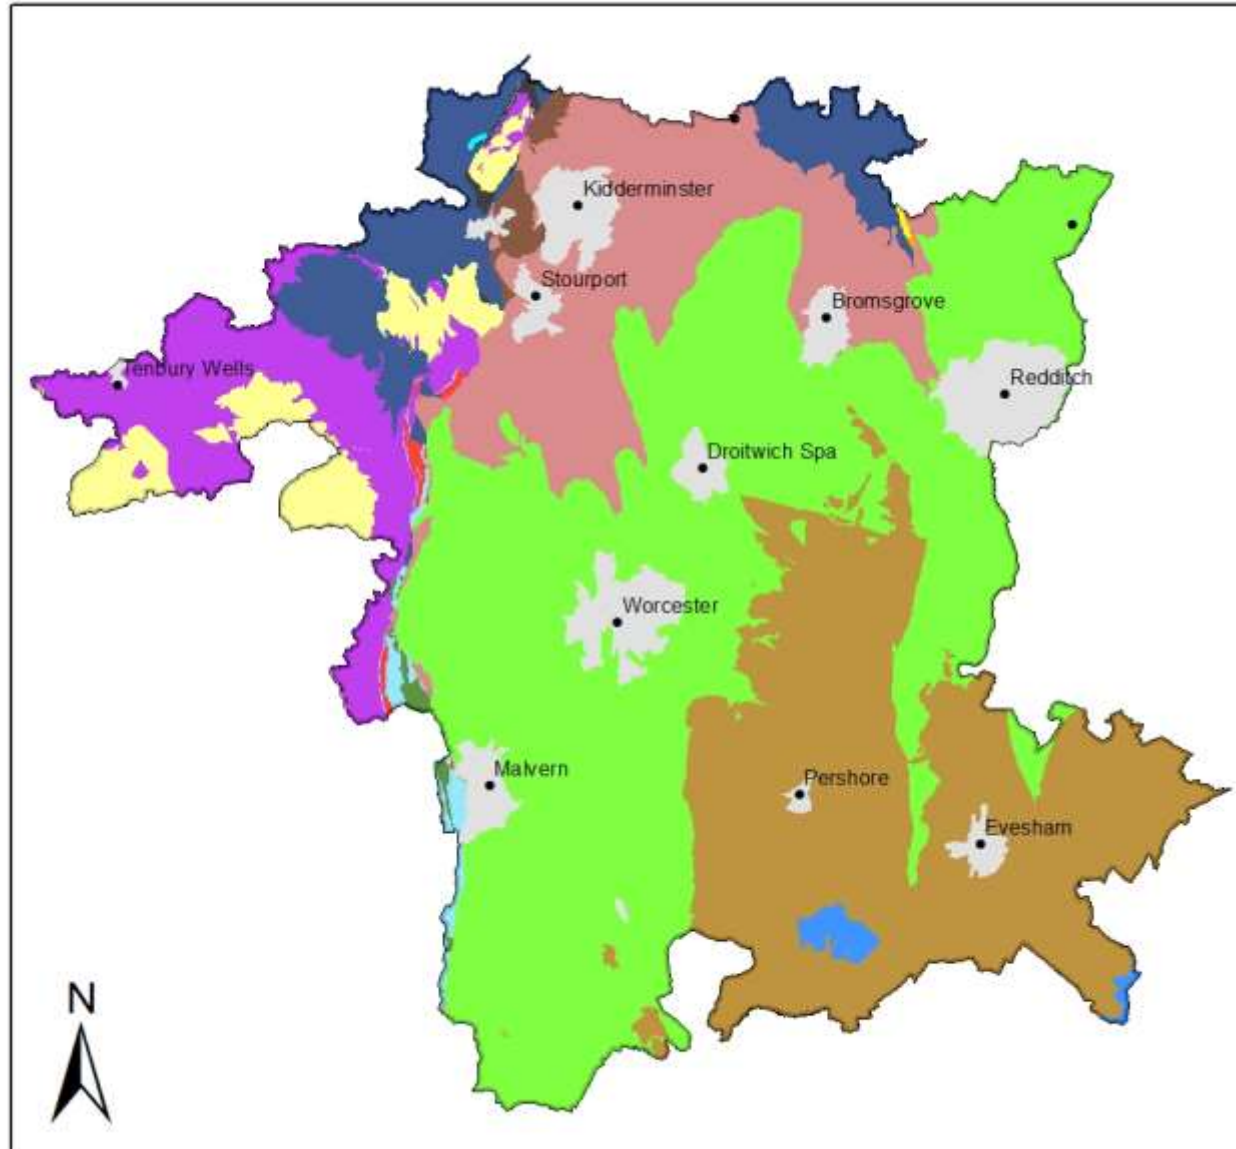 Kidderminster
Stourport
Bromsgrove
Tenbury Wells
Redditch
Droitwich Spa
Worcester
Malvern
Pershore
Evesham
N